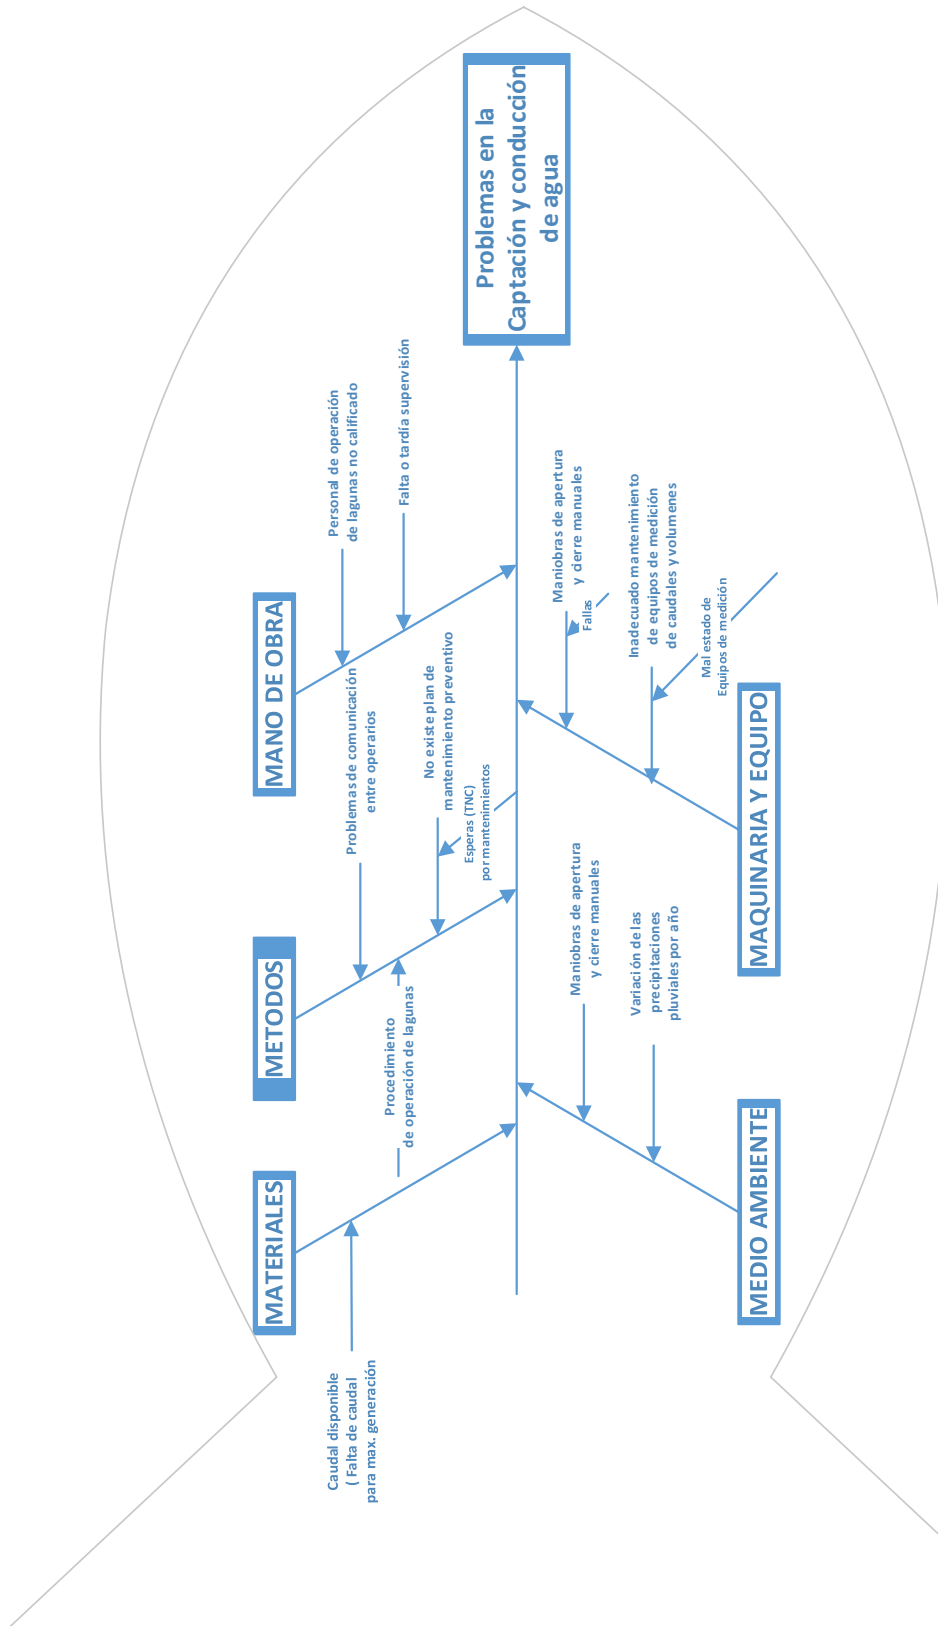 Problemas en la
Captación y conducción
de agua
MANO DE OBRA
Personal de operación
de lagunas no calificado
Falta o tardía supervisión
METODOS
Problemas de comunicación
entre operarios
No existe plan de
mantenimiento preventivo
Esperas (TNC)
por mantenimientos
Procedimiento
de operación de lagunas
MATERIALES
Caudal disponible
( Falta de caudal
para max. generación
MAQUINARIA Y EQUIPO
Maniobras de apertura
y cierre manuales
Fallas
Inadecuado mantenimiento
de equipos de medición
de caudales y volumenes
Mal estado de
Equipos de medición
MEDIO AMBIENTE
Maniobras de apertura
y cierre manuales
Variación de las
precipitaciones
pluviales por año